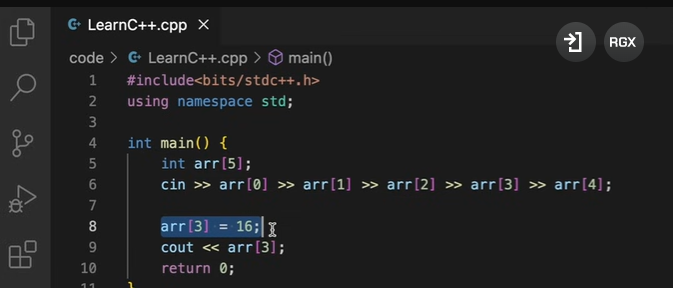 LearnC++.cpp ×
RGX
code > LearnC++.cpp > main()
1 #include<bits/stdc++.h>
2 using namespace std;
3
4 int main() {
5 int arr[5];
6 cin >> arr[0] >> arr[1] >> arr[2] >> arr[3] >> arr[4];
7
8 arr[3] = 16;
9 cout << arr[3];
10 return 0;
11 }